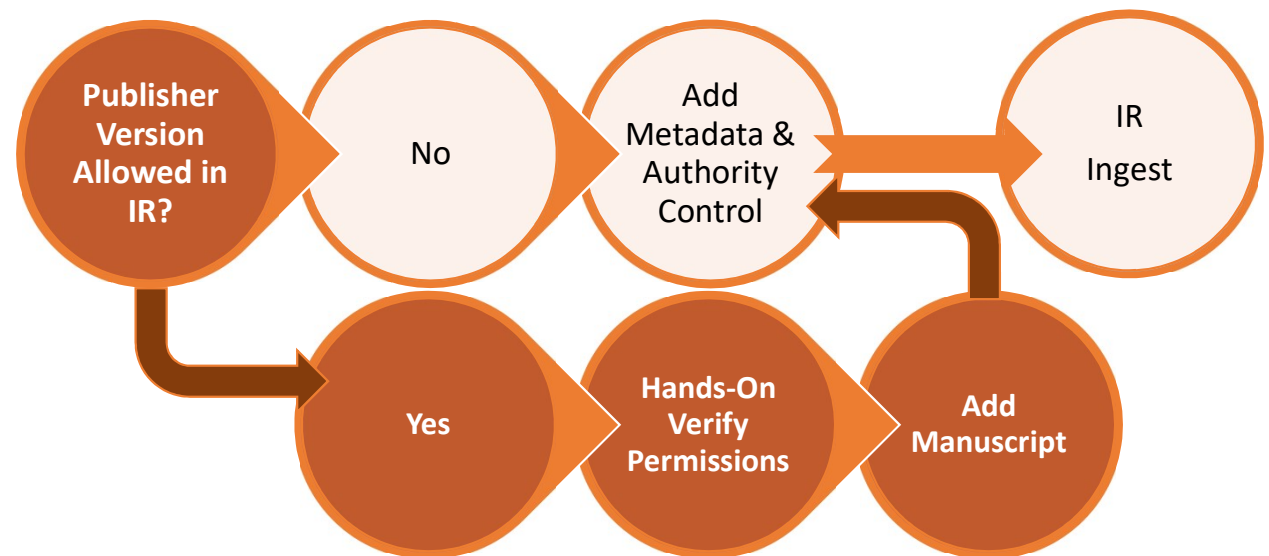 Publisher
Version
Allowed in
IR?
No
Add
Metadata &
Authority
Control
IR
Ingest
Yes
Hands-On
Verify
Permissions
Add
Manuscript